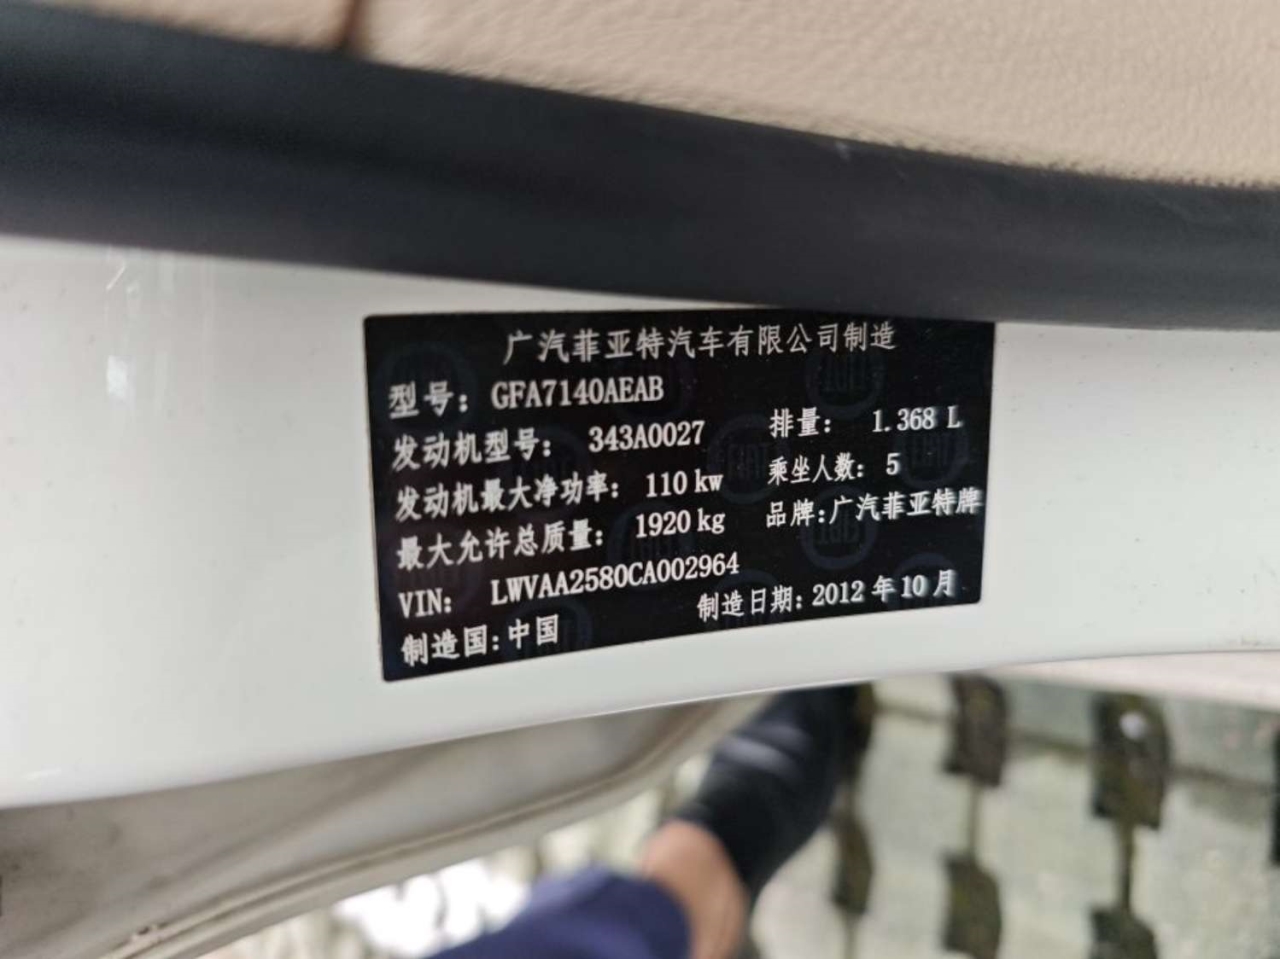 广汽菲亚特汽车有限公司制造
型号: GFA7140AEAB
发动机型号: 343A0027 排量: 1.368 L
发动机最大净功率: 110 kw 乘坐人数: 5
最大允许总质量: 1920 kg 品牌:广汽菲亚特牌
VIN: LWVAA2580CA002964
制造国:中国 制造日期: 2012 年 10 月